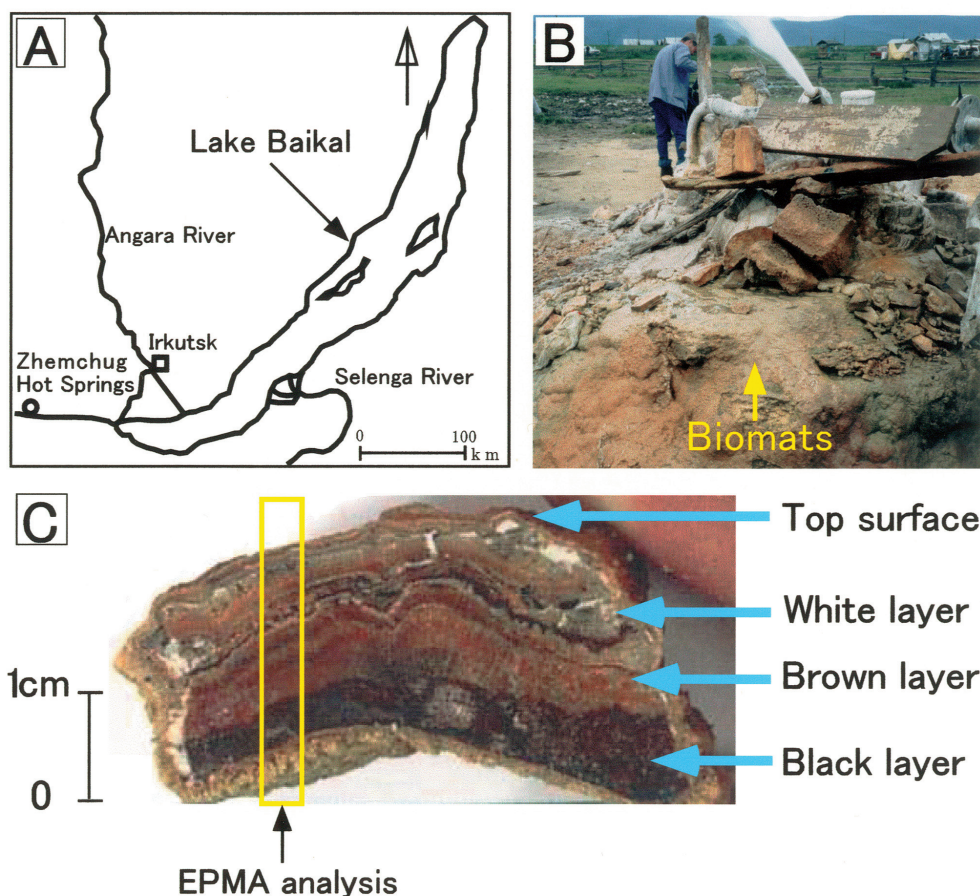 A
Lake Baikal
Angara River
Irkutsk
Zhemchug
Hot Springs
Selenga River
0 100
km
B
Biomats
C
Top surface
White layer
Brown layer
Black layer
1cm
0
EPMA analysis